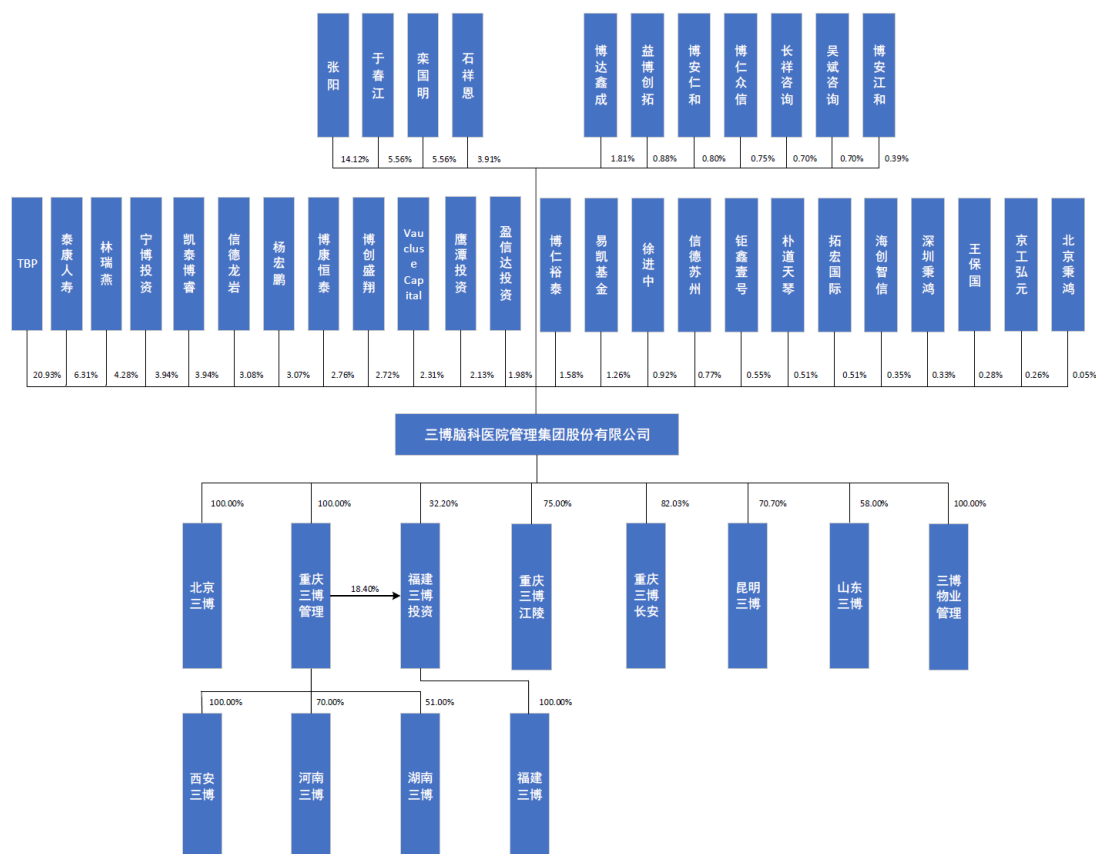 张阳
于春江
栾国明
石祥恩
博达鑫成
益博创拓
博安仁和
博仁众信
长祥咨询
吴斌咨询
博安江和
14.12%
5.56%
5.56%
3.91%
1.81%
0.88%
0.80%
0.75%
0.70%
0.70%
0.39%
TBP
泰康人寿
林瑞燕
宁博投资
凯泰博睿
信德龙岩
杨宏鹏
博康恒泰
博创盛翔
Vau
clus
e
Cap
ital
鹰潭投资
盈信达投资
博仁裕泰
易凯基金
徐进中
信德苏州
钜鑫壹号
朴道天琴
拓宏国际
海创智信
深圳秉鸿
王保国
京工弘元
北京秉鸿
20.93%
6.31%
4.28%
3.94%
3.94%
3.08%
3.07%
2.76%
2.72%
2.31%
2.13%
1.98%
1.58%
1.26%
0.92%
0.77%
0.55%
0.51%
0.51%
0.35%
0.33%
0.28%
0.26%
0.05%
三博脑科医院管理集团股份有限公司
100.00%
100.00%
32.20%
75.00%
82.03%
70.70%
58.00%
100.00%
北京
三博
重庆
三博
管理
18.40%
福建
三博
投资
重庆
三博
江陵
重庆
三博
长安
昆明
三博
山东
三博
三博
物业
管理
100.00%
70.00%
51.00%
100.00%
西安
三博
河南
三博
湖南
三博
福建
三博